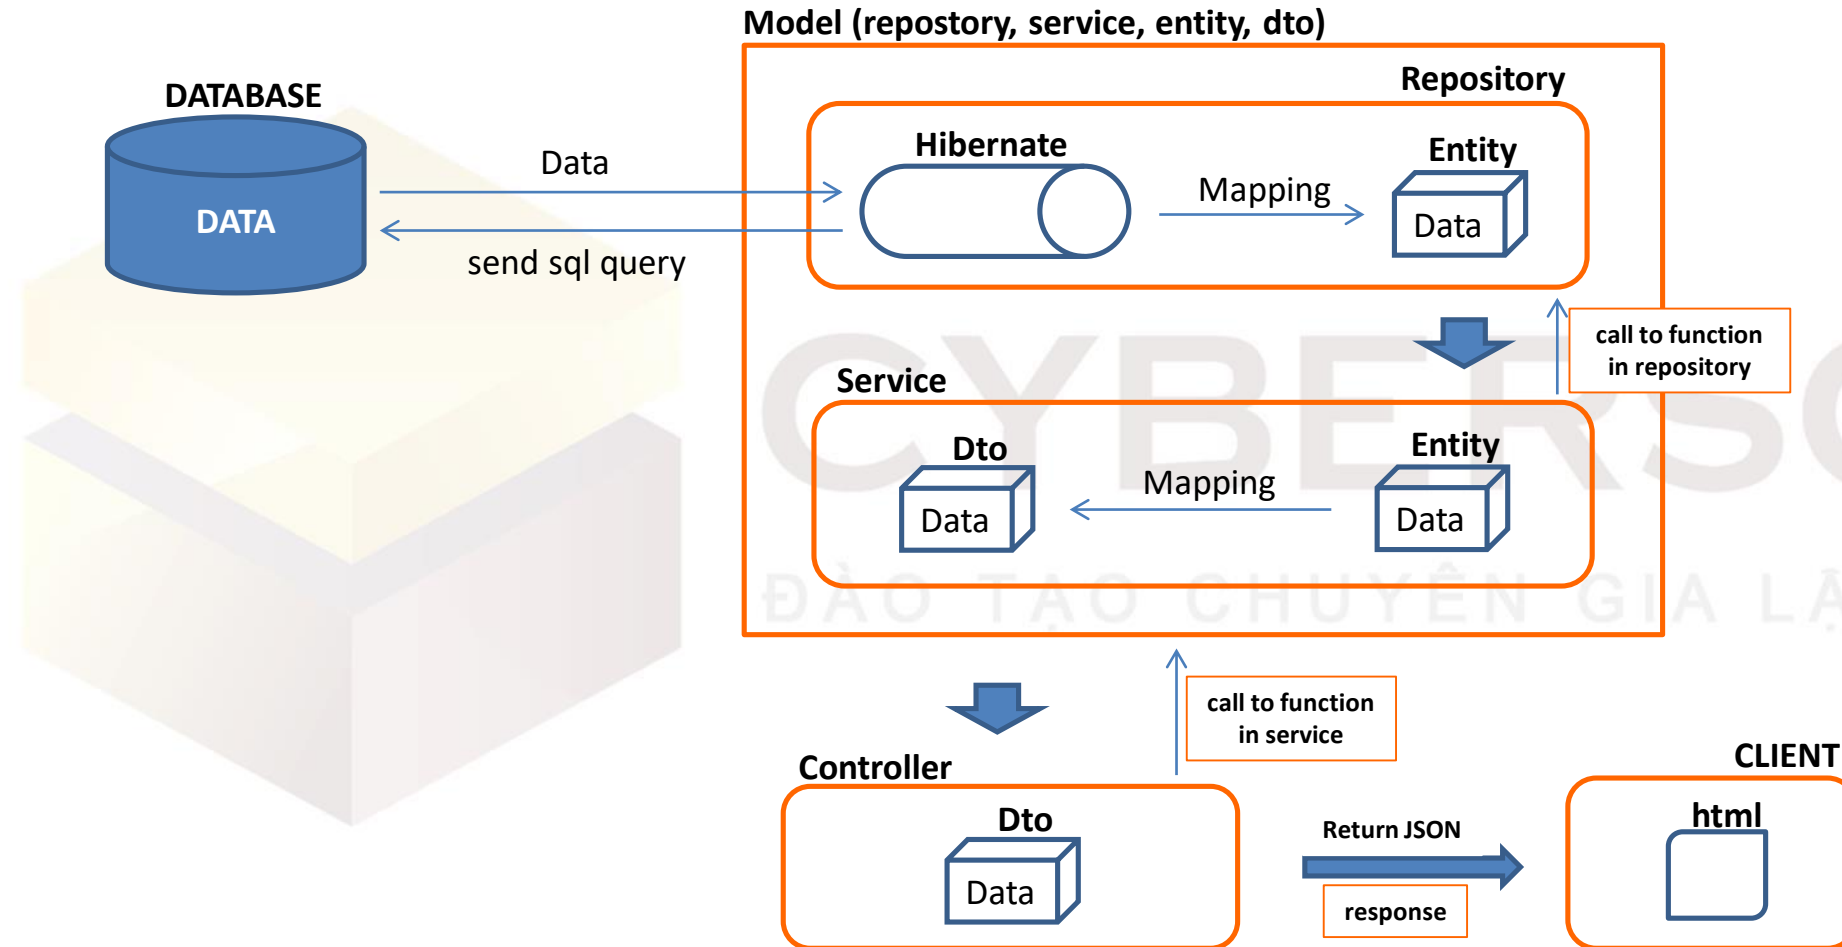 Model (repostory, service, entity, dto)
Repository
DATABASE
Hibernate
Entity
Data
Mapping
DATA
Data
send sql query
call to function
in repository
Service
Dto
Entity
Mapping
Data
Data
CYBERSO
ĐÀO TẠO CHUYÊN GIA LẬ
call to function
in service
Controller
CLIENT
Dto
Return JSON
html
Data
response